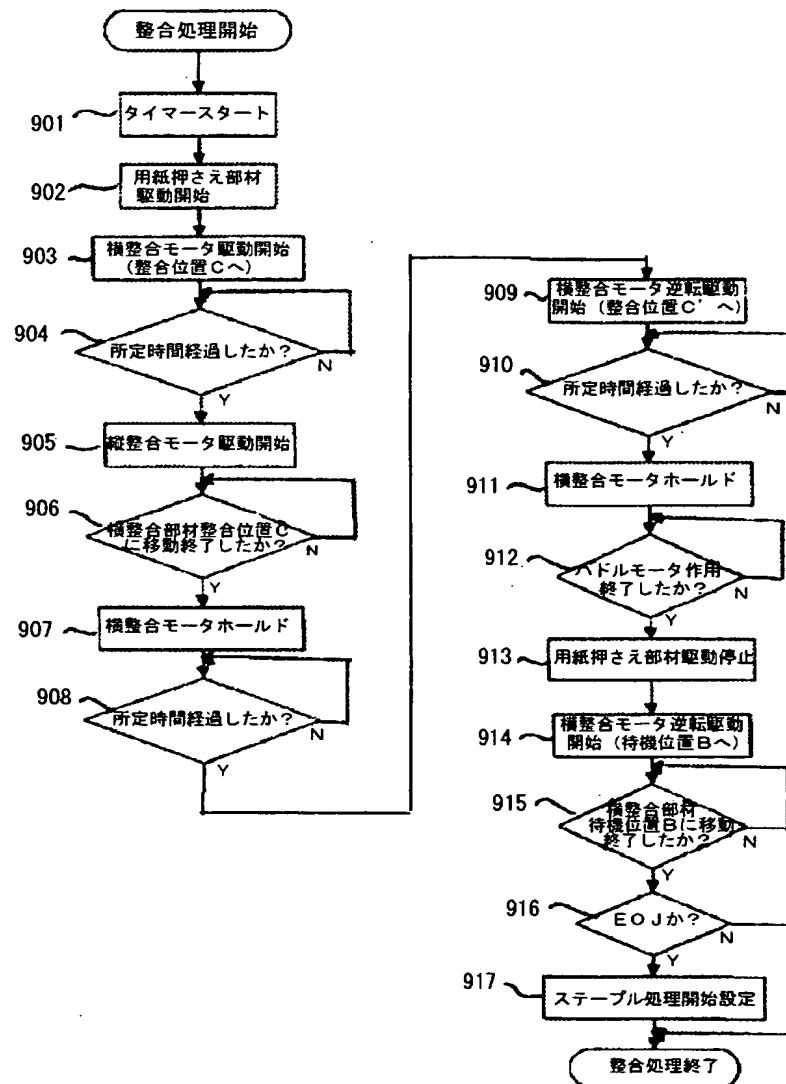 整合処理開始
901
タイマースタート
902
用紙押さえ部材
駆動開始
903
横整合モータ駆動開始
(整合位置Cへ)
904
所定時間経過したか?
N
Y
905
縦整合モータ駆動開始
906
横整合部材整合位置C
に移動終了したか?
N
Y
907
横整合モータホールド
908
所定時間経過したか?
N
Y
909
横整合モータ逆転駆動
開始(整合位置C'へ)
910
所定時間経過したか?
N
Y
911
横整合モータホールド
912
パドルモータ作用
終了したか?
N
Y
913
用紙押さえ部材駆動停止
914
横整合モータ逆転駆動
開始(待機位置Bへ)
915
横整合部材
待機位置Bに移動
終了したか?
N
Y
916
EOJか?
N
Y
917
ステープル処理開始設定
整合処理終了